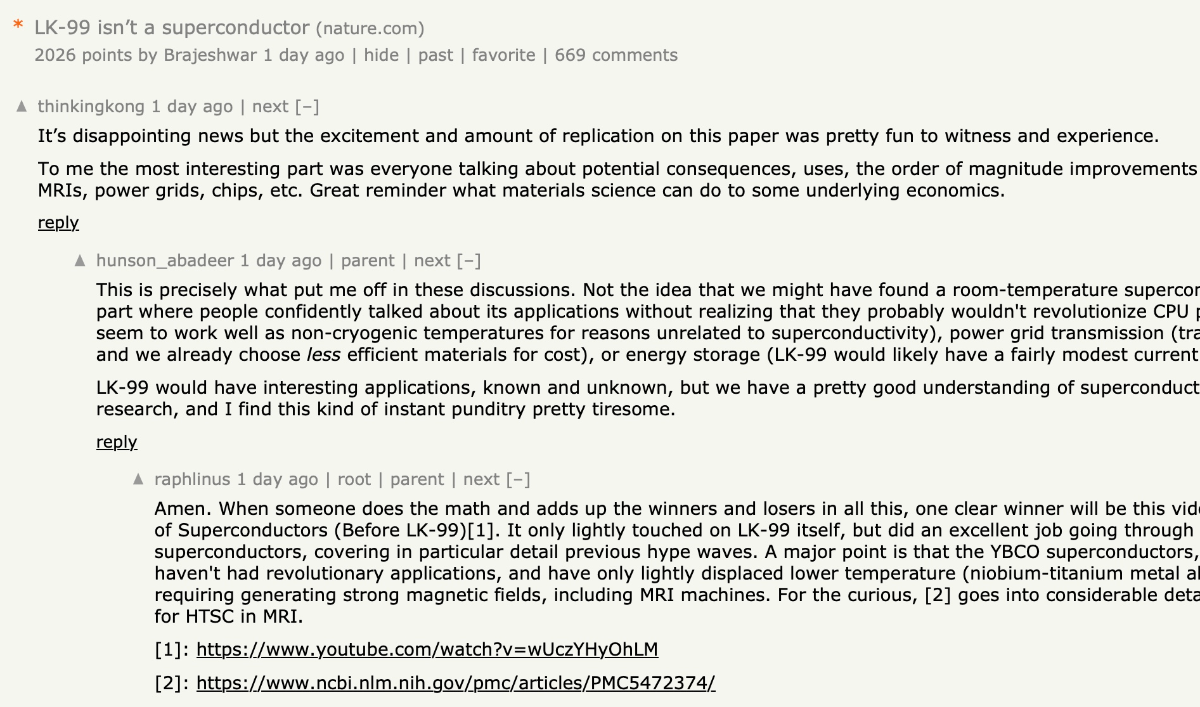 * LK-99 isn’t a superconductor (nature.com)
2026 points by Brajeshwar 1 day ago | hide | past | favorite | 669 comments
▲ thinkingkong 1 day ago | next [–]
It’s disappointing news but the excitement and amount of replication on this paper was pretty fun to witness and experience.
To me the most interesting part was everyone talking about potential consequences, uses, the order of magnitude improvements
MRIs, power grids, chips, etc. Great reminder what materials science can do to some underlying economics.
reply
▲ hunson_abadeer 1 day ago | parent | next [–]
This is precisely what put me off in these discussions. Not the idea that we might have found a room-temperature supercon
part where people confidently talked about its applications without realizing that they probably wouldn't revolutionize CPU p
seem to work well as non-cryogenic temperatures for reasons unrelated to superconductivity), power grid transmission (tra
and we already choose less efficient materials for cost), or energy storage (LK-99 would likely have a fairly modest current
LK-99 would have interesting applications, known and unknown, but we have a pretty good understanding of superconduct
research, and I find this kind of instant punditry pretty tiresome.
reply
▲ raphlinus 1 day ago | root | parent | next [–]
Amen. When someone does the math and adds up the winners and losers in all this, one clear winner will be this vide
of Superconductors (Before LK-99)[1]. It only lightly touched on LK-99 itself, but did an excellent job going through
superconductors, covering in particular detail previous hype waves. A major point is that the YBCO superconductors,
haven't had revolutionary applications, and have only lightly displaced lower temperature (niobium-titanium metal al
requiring generating strong magnetic fields, including MRI machines. For the curious, [2] goes into considerable deta
for HTSC in MRI.
[1]: https://www.youtube.com/watch?v=wUczYHyOhLM
[2]: https://www.ncbi.nlm.nih.gov/pmc/articles/PMC5472374/